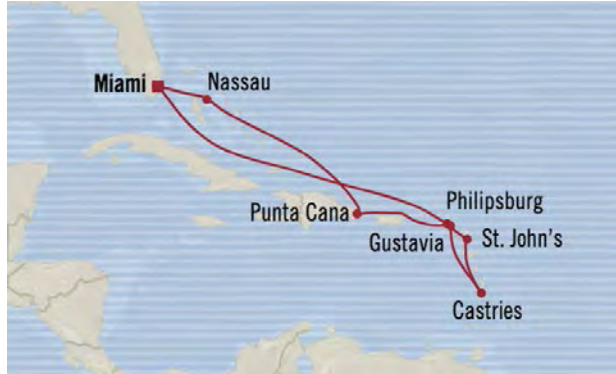 Miami
Nassau
Punta Cana
Philipsburg
Gustavia
St. John's
Castries